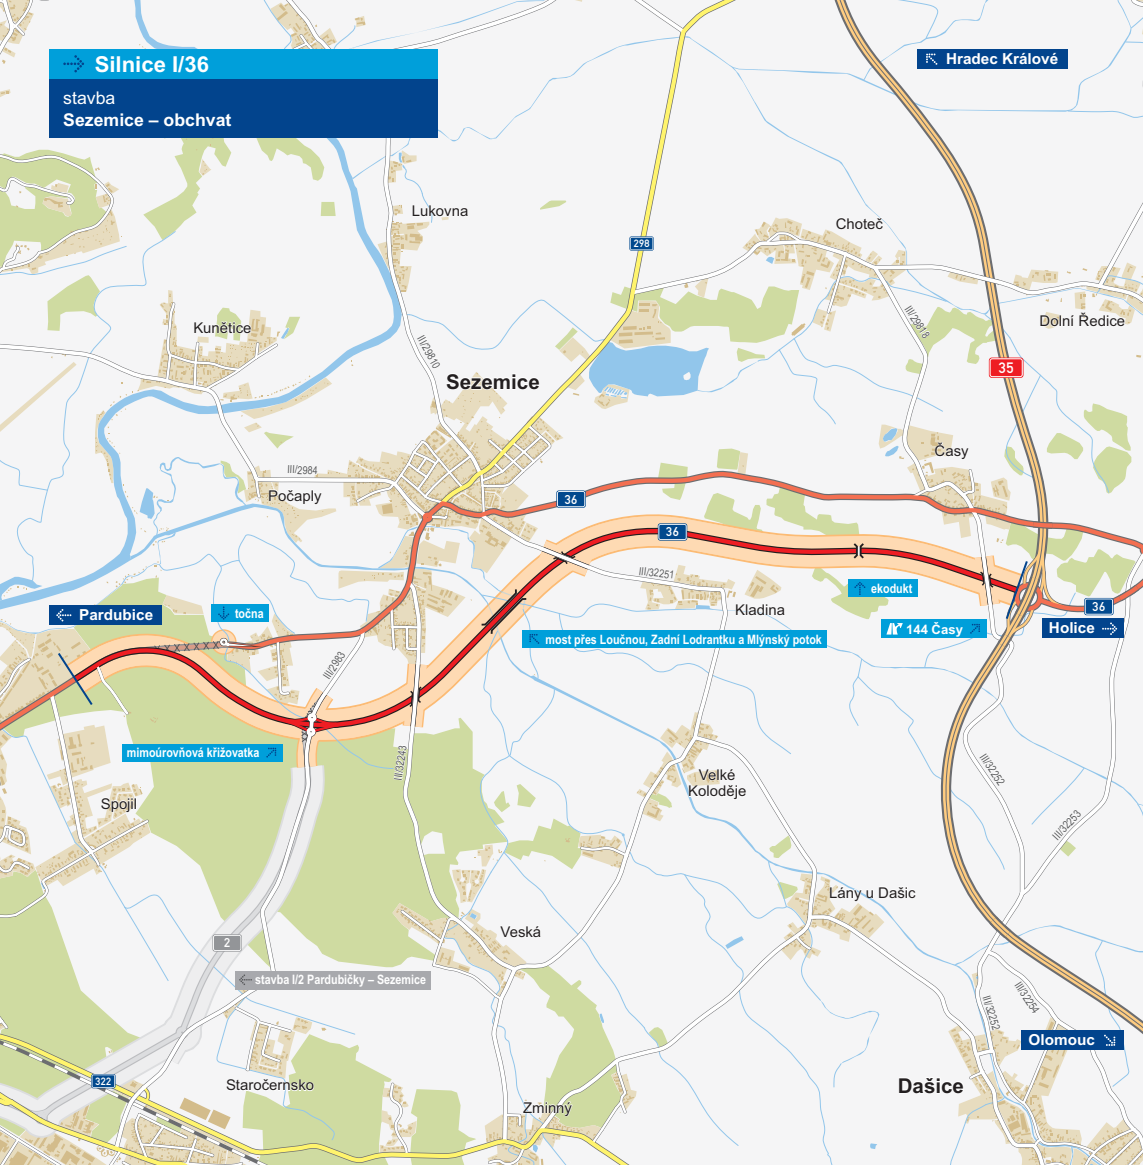 Silnice I/36
stavba
Sezemice – obchvat
Hradec Králové
Lukovna
Choteč
298
Kunětice
III/29810
III/29818
Dolní Ředice
35
Sezemice
Časy
III/2984
Počaply
36
36
III/32251
Kladina
ekodukt
Pardubice
točna
most přes Loučnou, Zadní Lodrantku a Mlýnský potok
144 Časy
36
Holice
III/2983
mimoúrovňová křižovatka
III/32243
Velké
Koloděje
III/32252
III/32253
Spojil
Lány u Dašic
Veská
2
stavba I/2 Pardubičky – Sezemice
III/32252
III/32254
Olomouc
322
Staročernsko
Dašice
Zminný